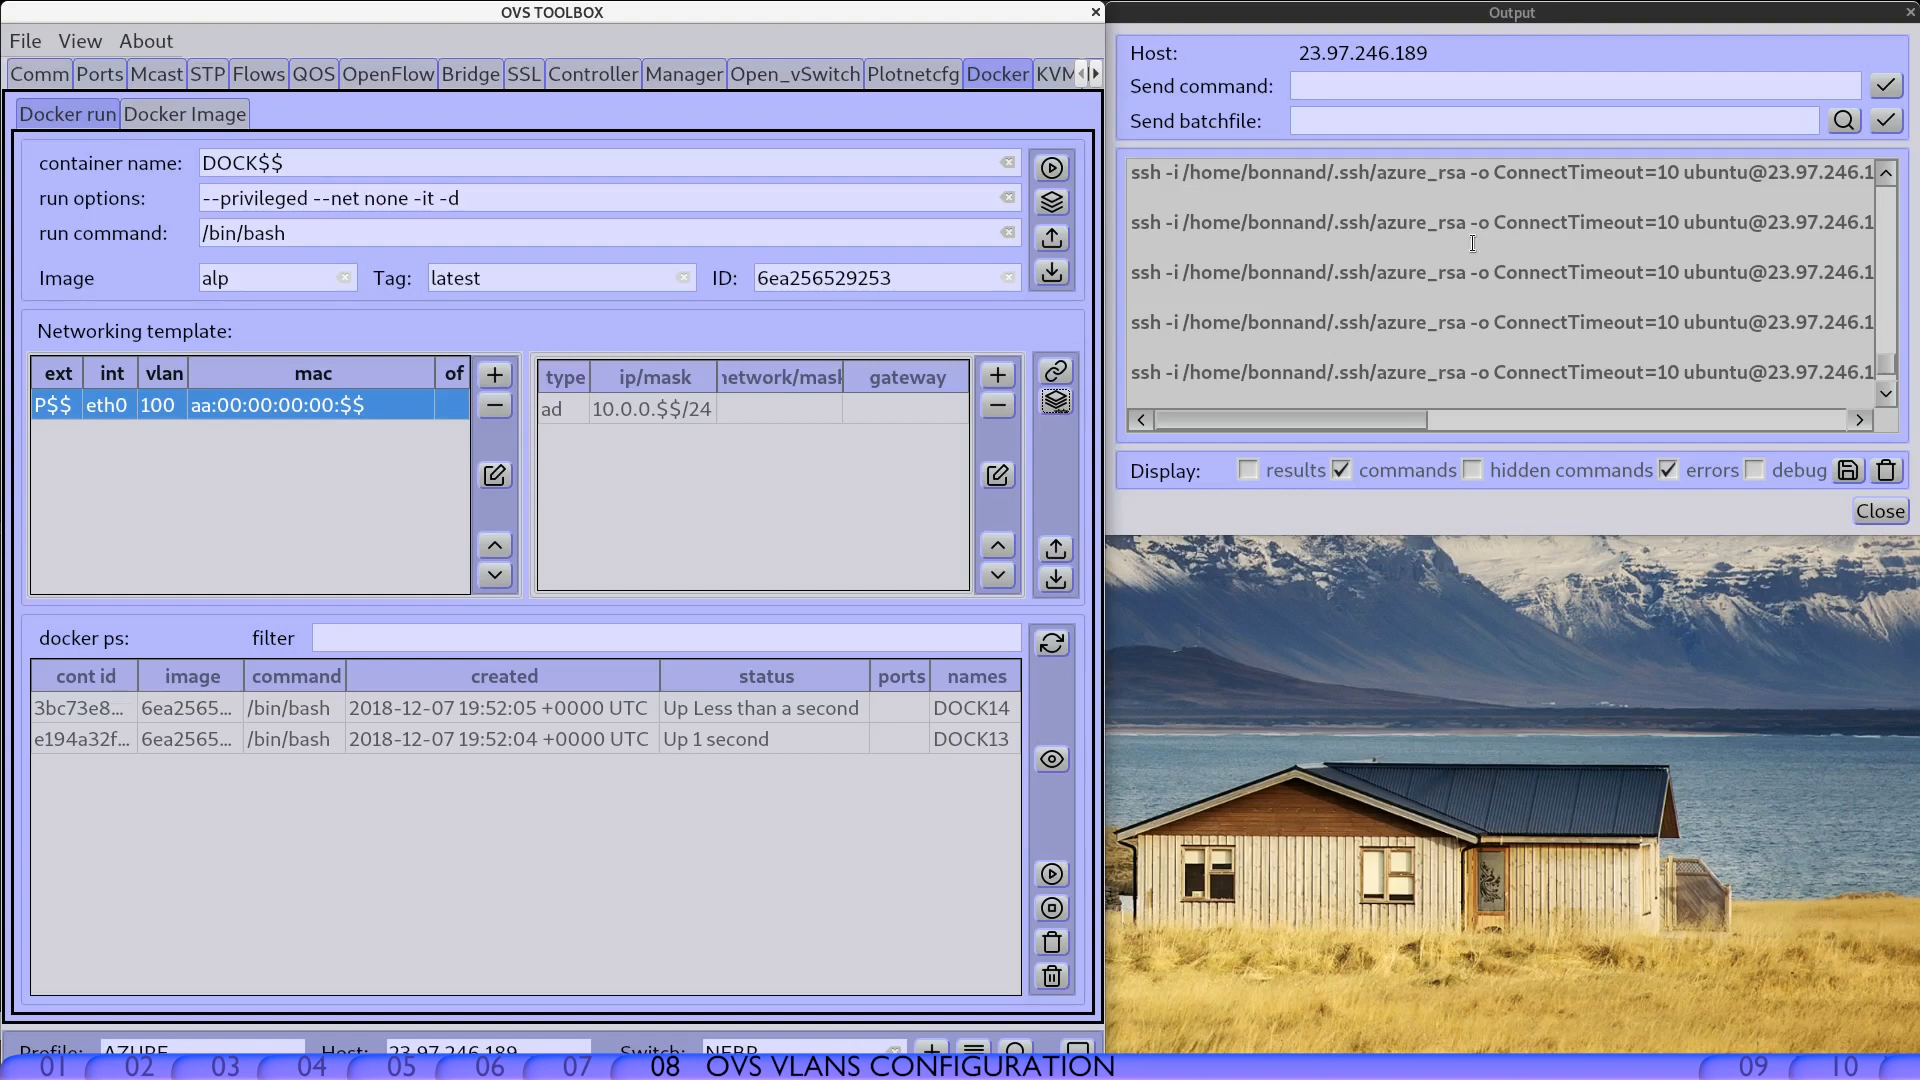 OVS TOOLBOX
File View About
Comm Ports Mcast STP Flows QOS OpenFlow Bridge SSL Controller Manager Open_vSwitch Plotnetcfg Docker KVM
Docker run Docker Image
container name: DOCK$$
run options: --privileged --net none -it -d
run command: /bin/bash
Image alp Tag: latest ID: 6ea256529253
Networking template:
ext int vlan mac of
P$$ eth0 100 aa:00:00:00:00:$$
type ip/mask network/mask gateway
ad 10.0.0.$$/24
docker ps: filter
cont id image command created status ports names
3bc73e8... 6ea2565... /bin/bash 2018-12-07 19:52:05 +0000 UTC Up Less than a second DOCK14
e194a32f... 6ea2565... /bin/bash 2018-12-07 19:52:04 +0000 UTC Up 1 second DOCK13
Profile: AZURE Host: 23.97.246.189 Switch:
Output
Host: 23.97.246.189
Send command:
Send batchfile:
ssh -i /home/bonnand/.ssh/azure_rsa -o ConnectTimeout=10 ubuntu@23.97.246.1
ssh -i /home/bonnand/.ssh/azure_rsa -o ConnectTimeout=10 ubuntu@23.97.246.1
ssh -i /home/bonnand/.ssh/azure_rsa -o ConnectTimeout=10 ubuntu@23.97.246.1
ssh -i /home/bonnand/.ssh/azure_rsa -o ConnectTimeout=10 ubuntu@23.97.246.1
ssh -i /home/bonnand/.ssh/azure_rsa -o ConnectTimeout=10 ubuntu@23.97.246.1
Display: results commands hidden commands errors debug
Close
01 02 03 04 05 06 07 08 OVS VLANS CONFIGURATION 09 10